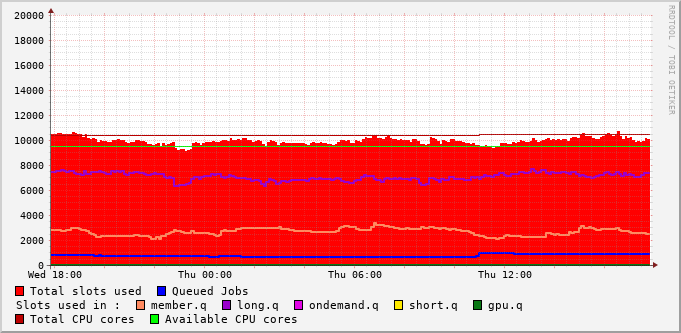 20000
18000
16000
14000
12000
10000
8000
6000
4000
2000
0
Wed 18:00 Thu 00:00 Thu 06:00 Thu 12:00
Total slots used Queued Jobs
Slots used in : member.q long.q ondemand.q short.q gpu.q
Total CPU cores Available CPU cores
RRDTOOL / TOBI OETIKER